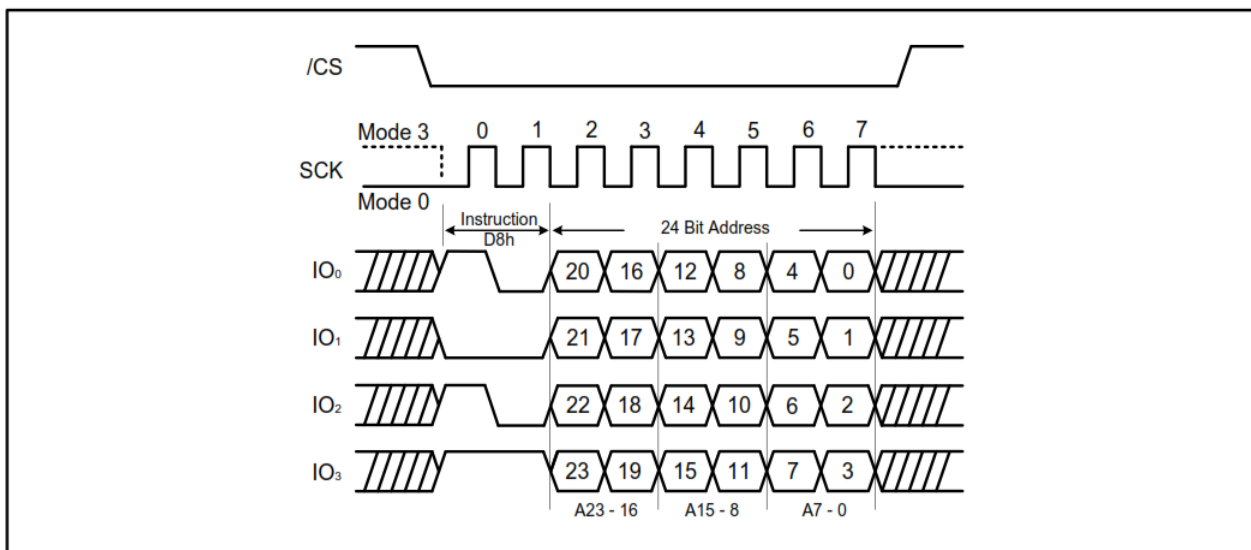 /CS
Mode 3 0 1 2 3 4 5 6 7
SCK
Mode 0
Instruction 24 Bit Address
D8h
IO₀ 20 16 12 8 4 0
IO₁ 21 17 13 9 5 1
IO₂ 22 18 14 10 6 2
IO₃ 23 19 15 11 7 3
A23 - 16 A15 - 8 A7 - 0